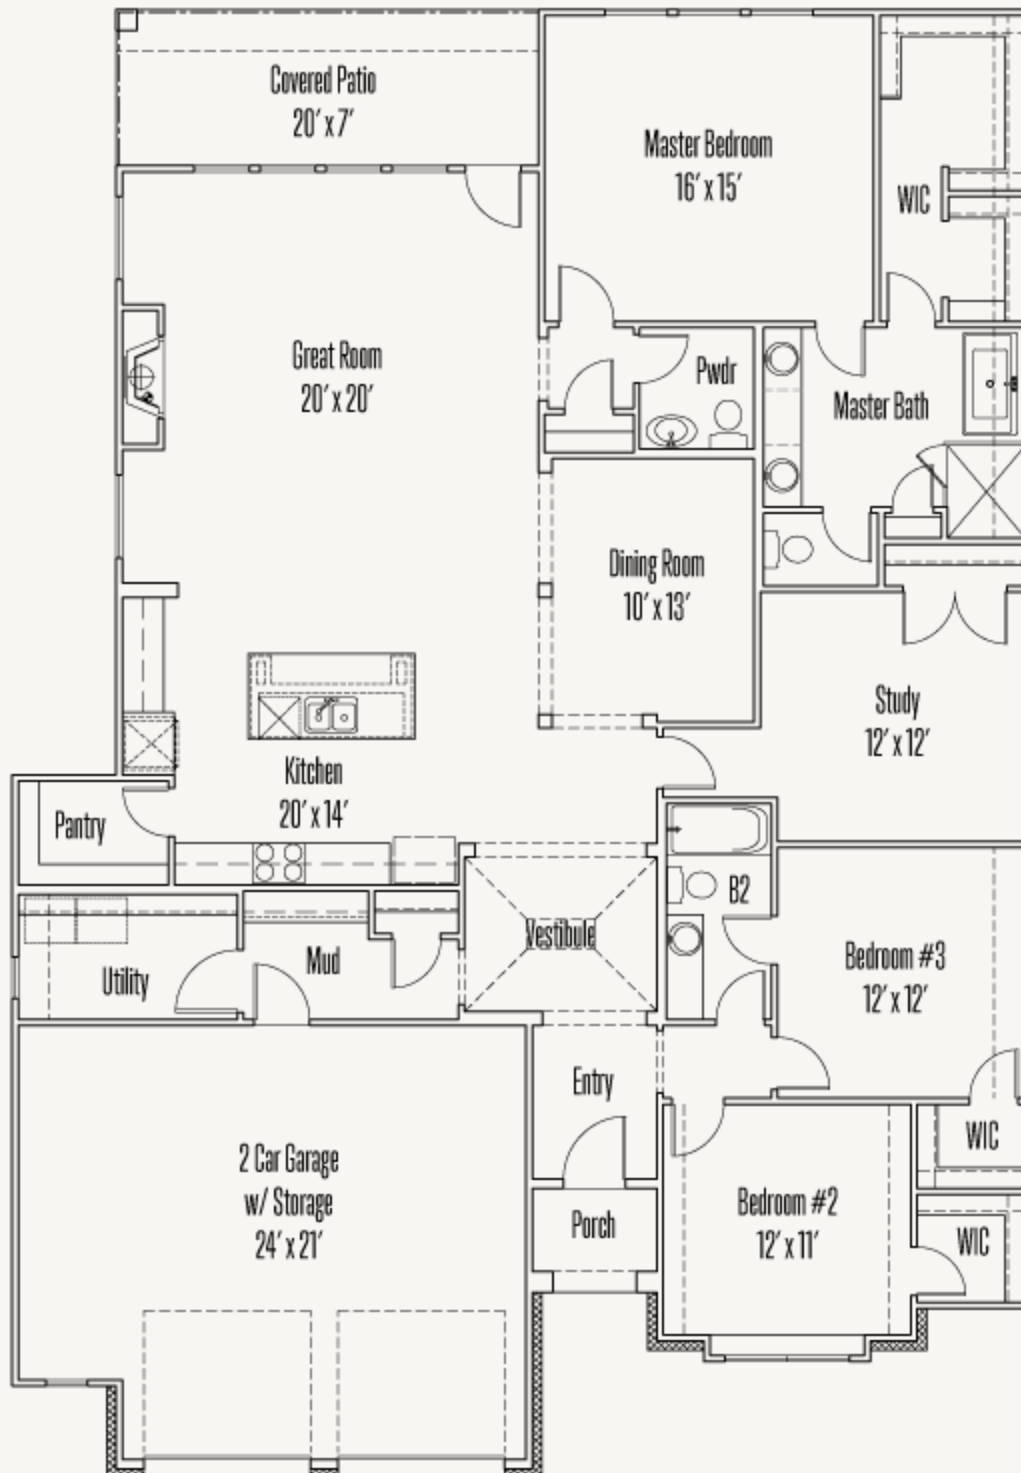 Covered Patio
20' x 7'
Master Bedroom
16' x 15'
WIC
Great Room
20' x 20'
Pwdr
Master Bath
Dining Room
10' x 13'
Study
12' x 12'
Kitchen
20' x 14'
Pantry
B2
Vestibule
Mud
Utility
Bedroom #3
12' x 12'
Entry
WIC
2 Car Garage
w/ Storage
24' x 21'
Bedroom #2
12' x 11'
Porch
WIC